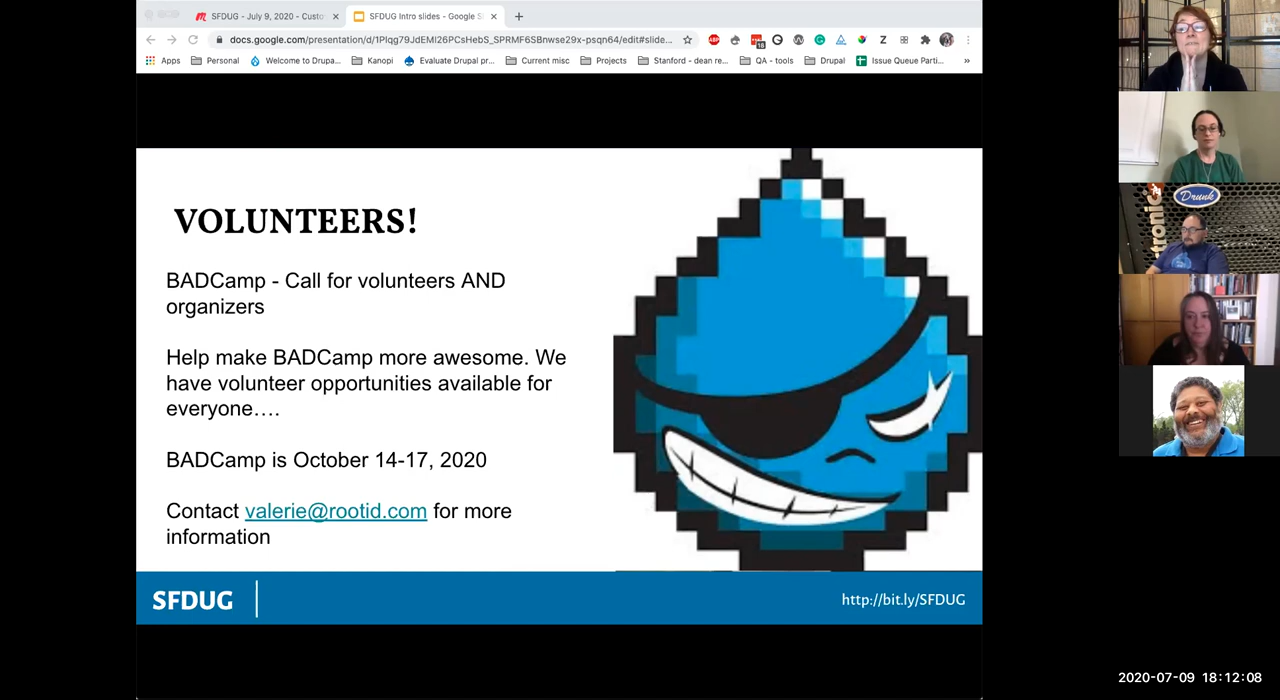 SFDUG - July 9, 2020 - Custo
SFDUG Intro slides - Google S
docs.google.com/presentation/d/1PIqg79JdEMI26PCsHebS_SPRMF6SBnwse29x-psqn64/edit#slide...
18
Apps Personal Welcome to Drupa... Kanopi Evaluate Drupal pr... Current misc Projects Stanford - dean re... QA - tools Drupal Issue Queue Parti... »
VOLUNTEERS!
BADCamp - Call for volunteers AND
organizers
Help make BADCamp more awesome. We
have volunteer opportunities available for
everyone….
BADCamp is October 14-17, 2020
Contact valerie@rootid.com for more
information
SFDUG
http://bit.ly/SFDUG
Drunk
tronic
2020-07-09 18:12:08